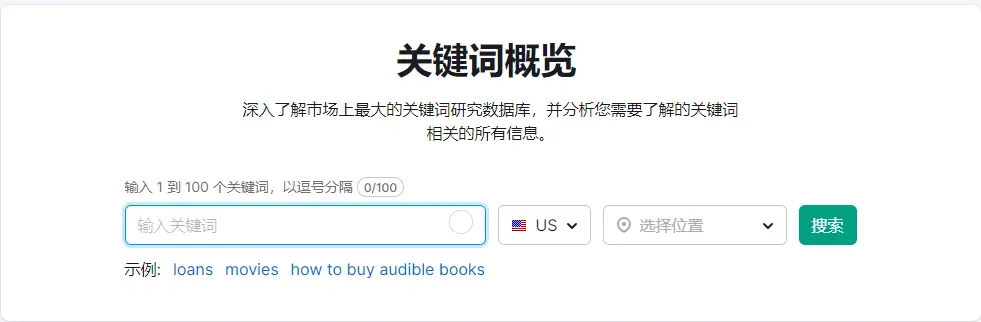 关键词概览
深入了解市场上最大的关键词研究数据库，并分析您需要了解的关键词
相关的所有信息。
输入 1 到 100 个关键词，以逗号分隔 0/100
输入关键词 US 选择位置 搜索
示例: loans movies how to buy audible books